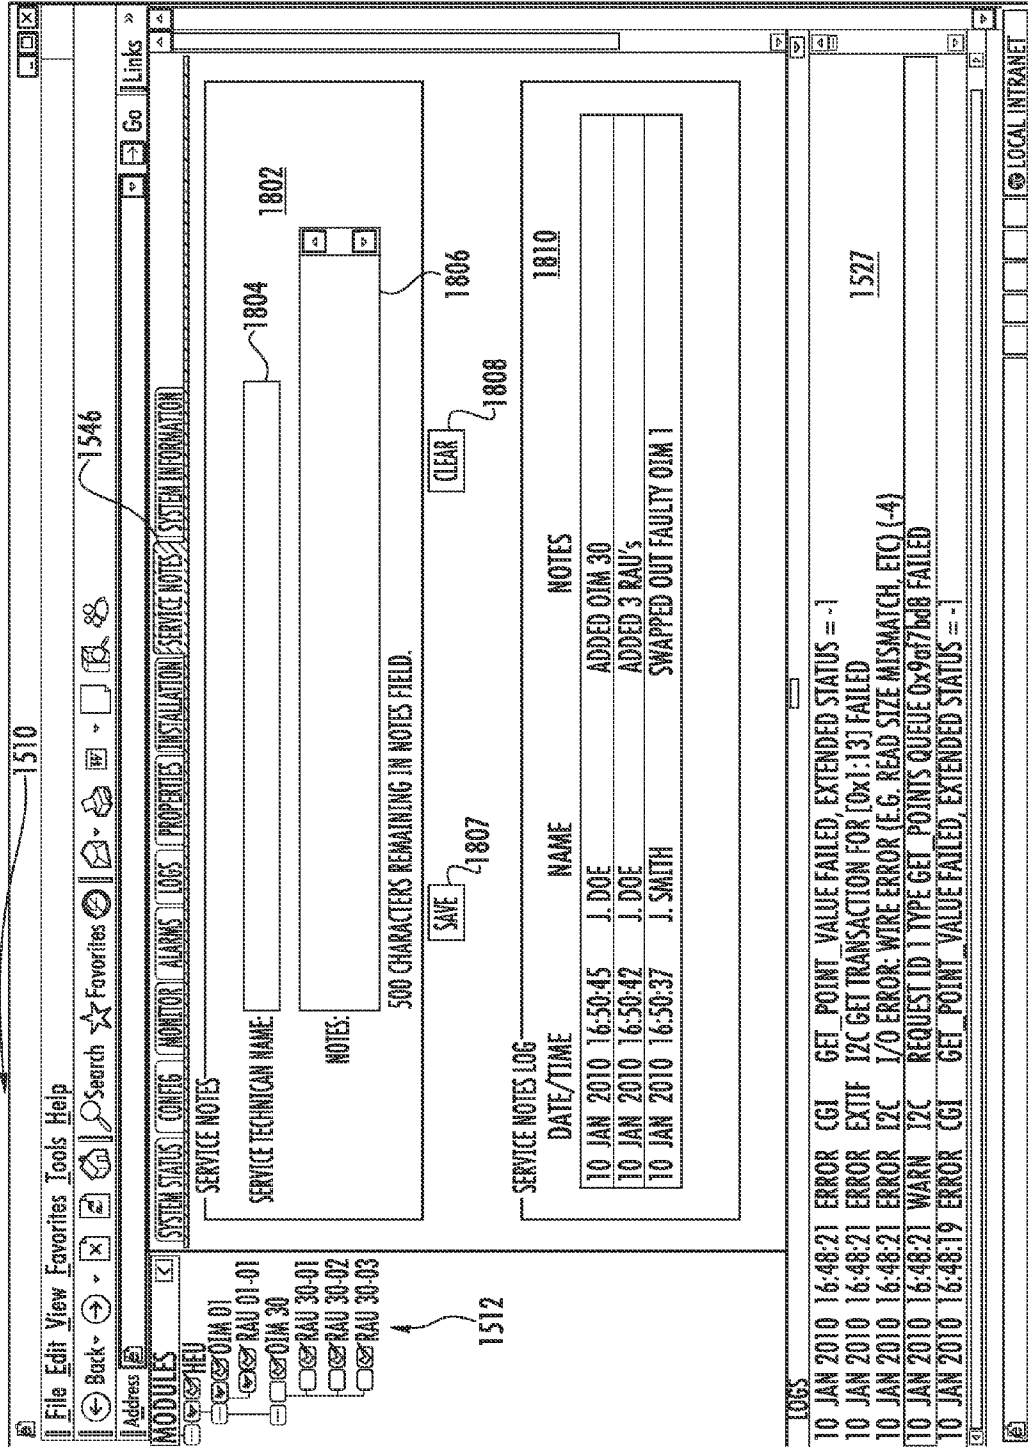 1510
File Edit View Favorites Tools Help
Back Search Favorites W
1546
Address Go Links »
MODULES
HEU
OIM 01
RAU 01-01
OIM 30
RAU 30-01
RAU 30-02
RAU 30-03
1512
SYSTEM STATUS CONFIG MONITOR ALARMS LOGS PROPERTIES INSTALLATION SERVICE NOTES SYSTEM INFORMATION
SERVICE NOTES
1802
SERVICE TECHNICAN NAME:
1804
NOTES:
1806
500 CHARACTERS REMAINING IN NOTES FIELD.
SAVE CLEAR
1807 1808
SERVICE NOTES LOG
1810
DATE/TIME NAME NOTES
10 JAN 2010 16:50:45 J. DOE ADDED OIM 30
10 JAN 2010 16:50:42 J. DOE ADDED 3 RAU's
10 JAN 2010 16:50:37 J. SMITH SWAPPED OUT FAULTY OIM 1
LOGS
1527
10 JAN 2010 16:48:21 ERROR CGI GET_POINT_VALUE FAILED, EXTENDED STATUS = -1
10 JAN 2010 16:48:21 ERROR EXTIF I2C GET TRANSACTION FOR [0x1:13] FAILED
10 JAN 2010 16:48:21 ERROR I2C I/O ERROR: WIRE ERROR (E.G. READ SIZE MISMATCH, ETC) (-4)
10 JAN 2010 16:48:21 WARN I2C REQUEST ID 1 TYPE GET_POINTS QUEUE 0x9af7bd8 FAILED
10 JAN 2010 16:48:19 ERROR CGI GET_POINT_VALUE FAILED, EXTENDED STATUS = -1
LOCAL INTRANET